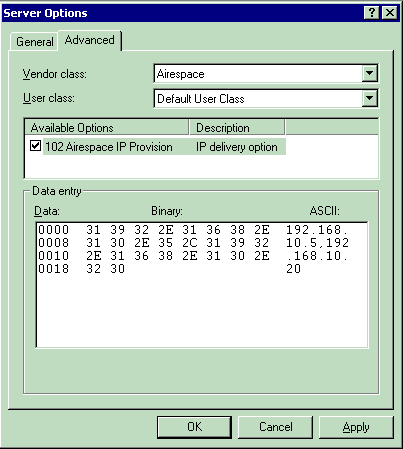 Server Options
General Advanced
Vendor class: Airespace
User class: Default User Class
Available Options Description
102 Airespace IP Provision IP delivery option
Data entry
Data: Binary: ASCII:
0000 31 39 32 2E 31 36 38 2E 192.168.
0008 31 30 2E 35 2C 31 39 32 10.5,192
0010 2E 31 36 38 2E 31 30 2E .168.10.
0018 32 30 20
OK Cancel Apply